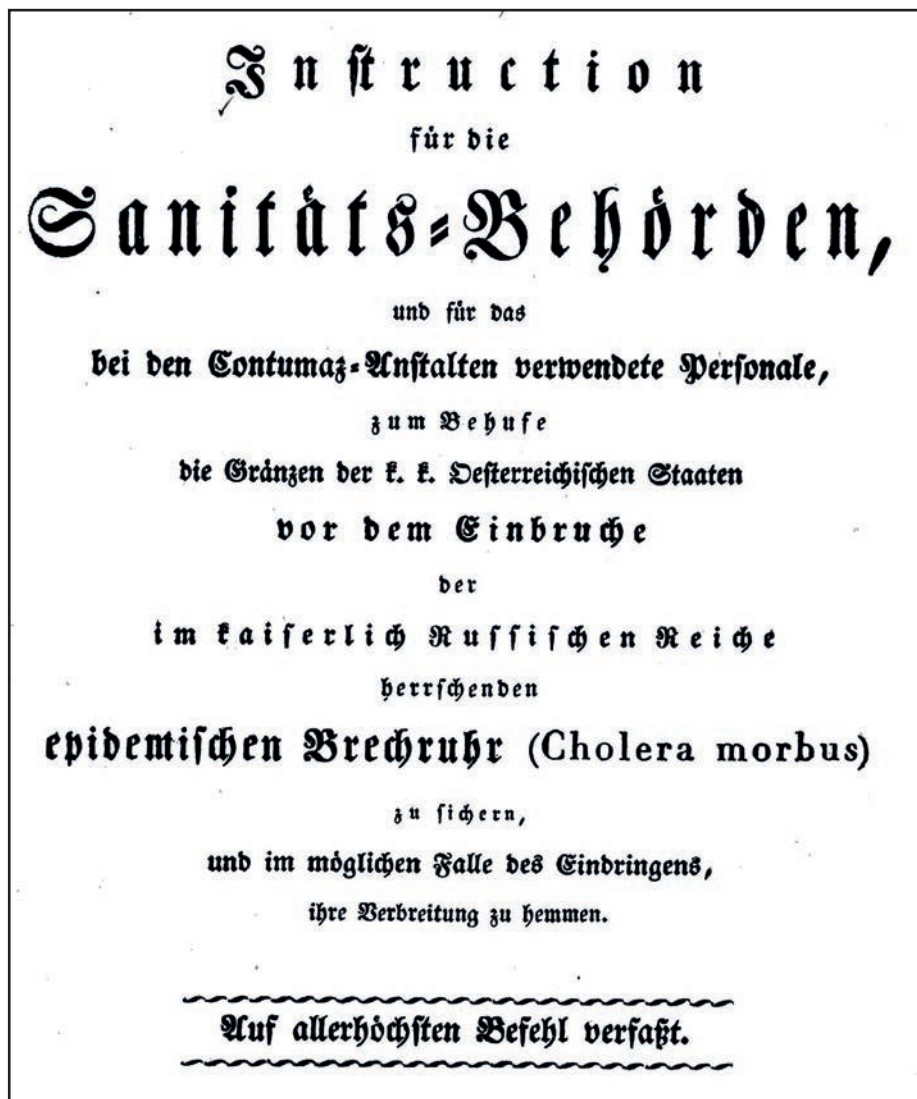 Inſtruction
für die
Sanitäts-Behörden,
und für das
bei den Contumaz-Anſtalten verwendete Perſonale,
zum Behufe
die Gränzen der k. k. Oeſterreichiſchen Staaten
vor dem Einbruche
der
im kaiſerlich Ruſſiſchen Reiche
herrſchenden
epidemiſchen Brechruhr (Cholera morbus)
zu ſichern,
und im möglichen Falle des Eindringens,
ihre Verbreitung zu hemmen.
Auf allerhöchſten Befehl verfaßt.